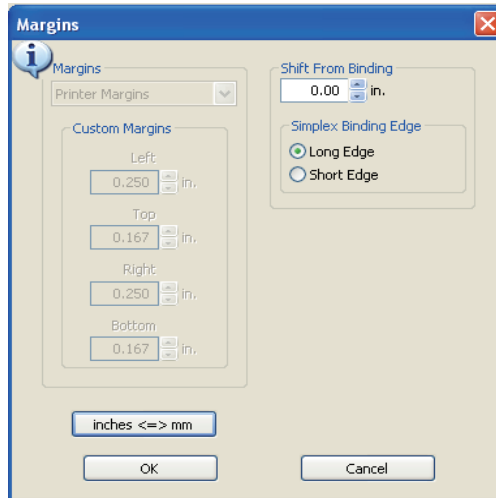 Margins
Margins
Printer Margins
Custom Margins
Left
0.250 in.
Top
0.167 in.
Right
0.250 in.
Bottom
0.167 in.
Shift From Binding
0.00 in.
Simplex Binding Edge
Long Edge
Short Edge
inches <=> mm
OK
Cancel